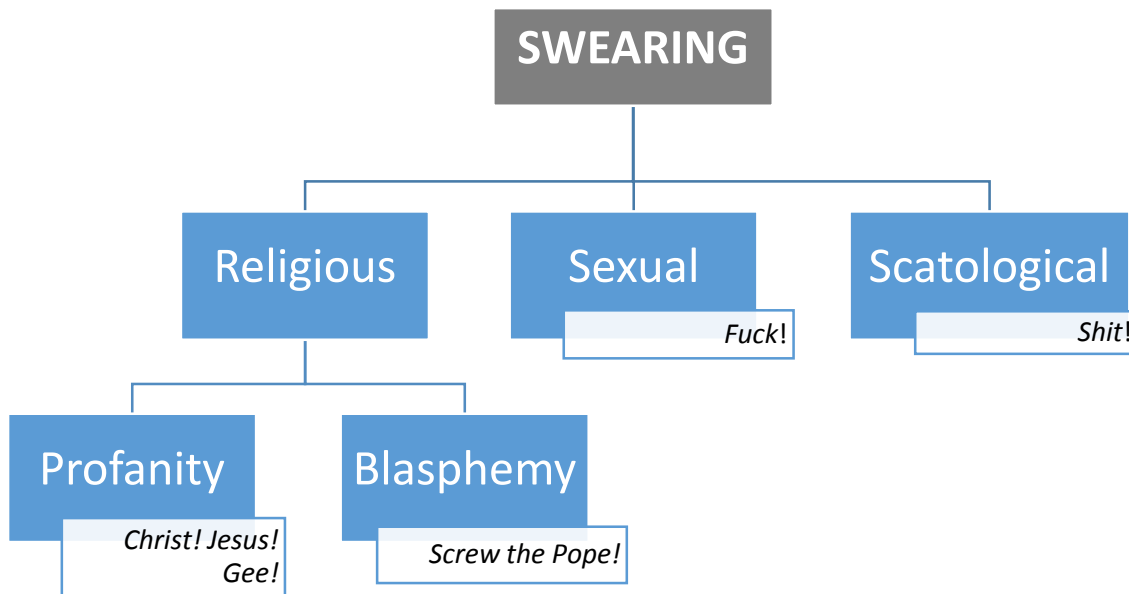 SWEARING
Religious
Sexual
Fuck!
Scatological
Shit!
Profanity
Christ! Jesus!
Gee!
Blasphemy
Screw the Pope!